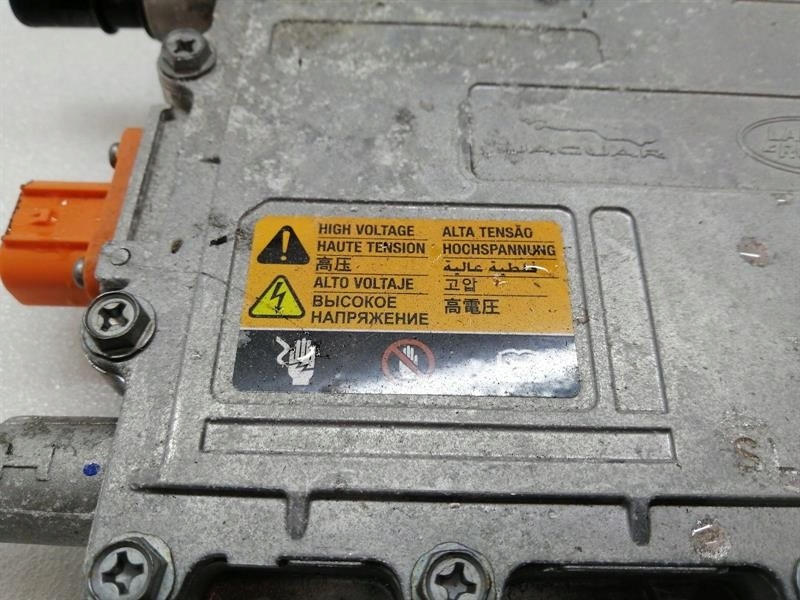 JAGUAR
HIGH VOLTAGE
HAUTE TENSION
高压
ALTO VOLTAJE
ВЫСОКОЕ
НАПРЯЖЕНИЕ
ALTA TENSÃO
HOCHSPANNUNG
عالية
고압
高電圧